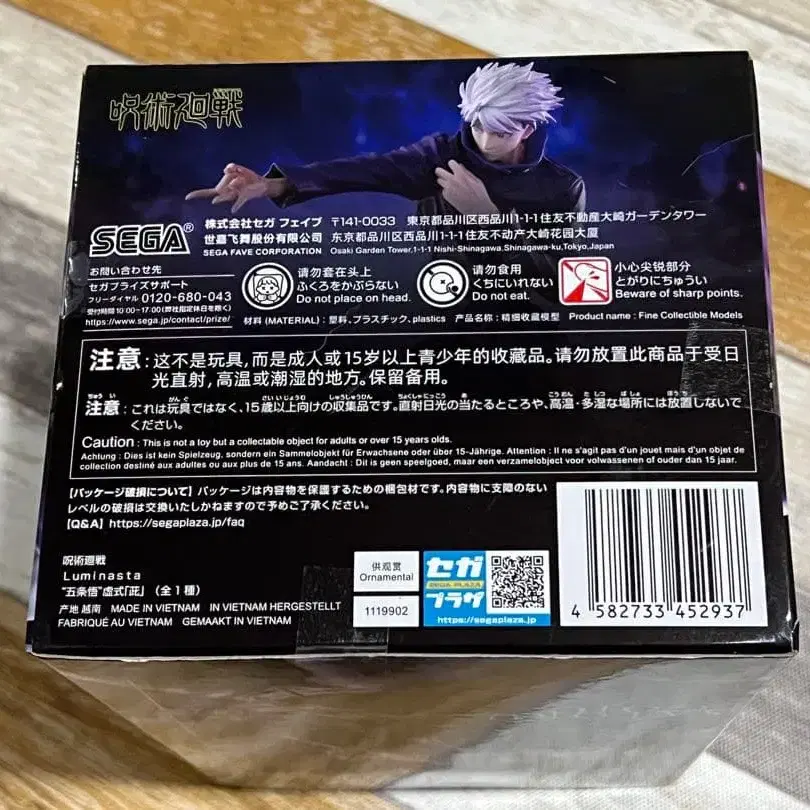 呪術廻戦
SEGA®
株式会社セガ フェイブ 〒141-0033 東京都品川区西品川1-1-1住友不動産大崎ガーデンタワー
世嘉飞舞股份有限公司 东京都品川区西品川1-1-1住友不动产大崎花园大厦
SEGA FAVE CORPORATION Osaki Garden Tower,1-1-1 Nishi-Shinagawa,Shinagawa-ku,Tokyo,Japan
お問い合わせ先
セガプライズサポート
フリーダイヤル 0120-680-043
受付時間 10:00~17:00(弊社指定休日を除く)
https://www.sega.jp/contact/prize/
请勿套在头上
ふくろをかぶらない
Do not place on head.
请勿食用
くちにいれない
Do not eat.
小心尖锐部分
とがりにちゅうい
Beware of sharp points.
材料 (MATERIAL) : 塑料、プラスチック、plastics 产品名称 : 精细收藏模型 Product name : Fine Collectible Models
注意 : 这不是玩具,而是成人或15岁以上青少年的收藏品。请勿放置此商品于受日
光直射,高温或潮湿的地方。保留备用。
注意 : これは玩具ではなく、15歳以上向けの収集品です。直射日光の当たるところや、高温・多湿な場所には放置しないで
ください。
Caution : This is not a toy but a collectable object for adults or over 15 years old.
Achtung : Dies ist kein Spielzeug, sondern ein Sammelobjekt für Erwachsene oder über 15-Jährige. Attention : Il ne s'agit pas d'un jouet mais d'un objet de
collection destiné aux adultes ou aux plus de 15 ans. Aandacht : Dit is geen speelgoed, maar een verzamelobject voor volwassenen of ouder dan 15 jaar.
【パッケージ破損について】パッケージは内容物を保護するための梱包材です。内容物に支障のない
レベルの破損は交換いたしかねますので予めご了承ください。
【Q&A】https://segaplaza.jp/faq
呪術廻戦
Luminasta
"五条悟"虚式「茈」 (全1種)
产地 越南 MADE IN VIETNAM IN VIETNAM HERGESTELLT
FABRIQUÉ AU VIETNAM GEMAAKT IN VIETNAM
供观赏
Ornamental
1119902
セガ
SEGA PLAZA
プラザ
https://segaplaza.jp
4 582733 452937